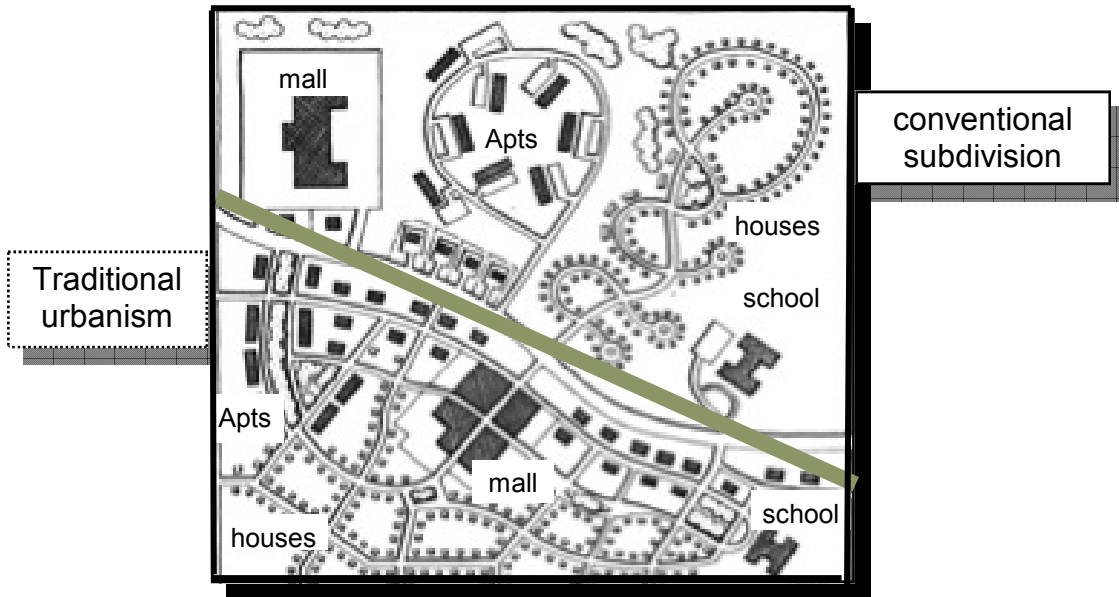 mall
Apts
conventional
subdivision
houses
school
Traditional
urbanism
Apts
mall
school
houses